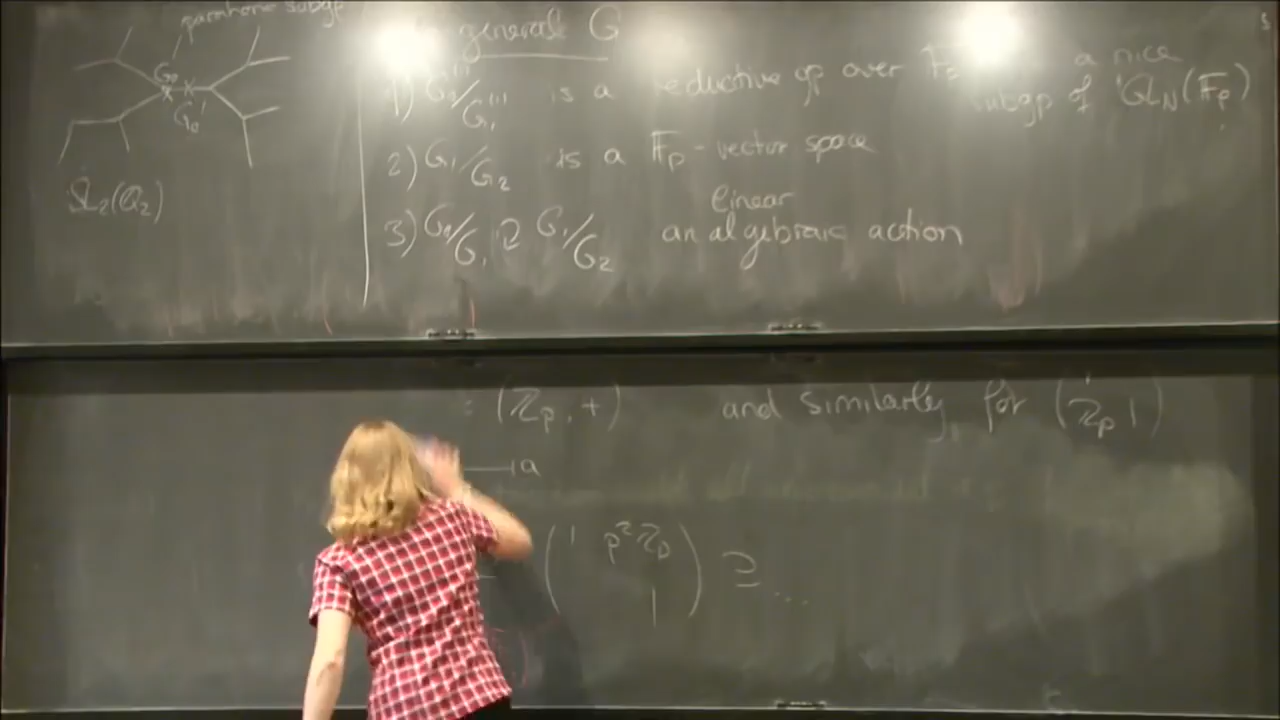 parahoric subgp
G₀
G₀'
SL₂(Q₂)
general G
1) G₀/G₁ is a reductive gp over F_p a nice subgp of GL_N(F_p)
2) G₁/G₂ is a F_p-vector space
linear
3) G₀/G₁ ⤾ G₁/G₂ an algebraic action
(ℤ_p, +) and similarly for (1 ℤ_p 1)
⟼ a
(1 p²ℤ_p 1) ⊇ ...